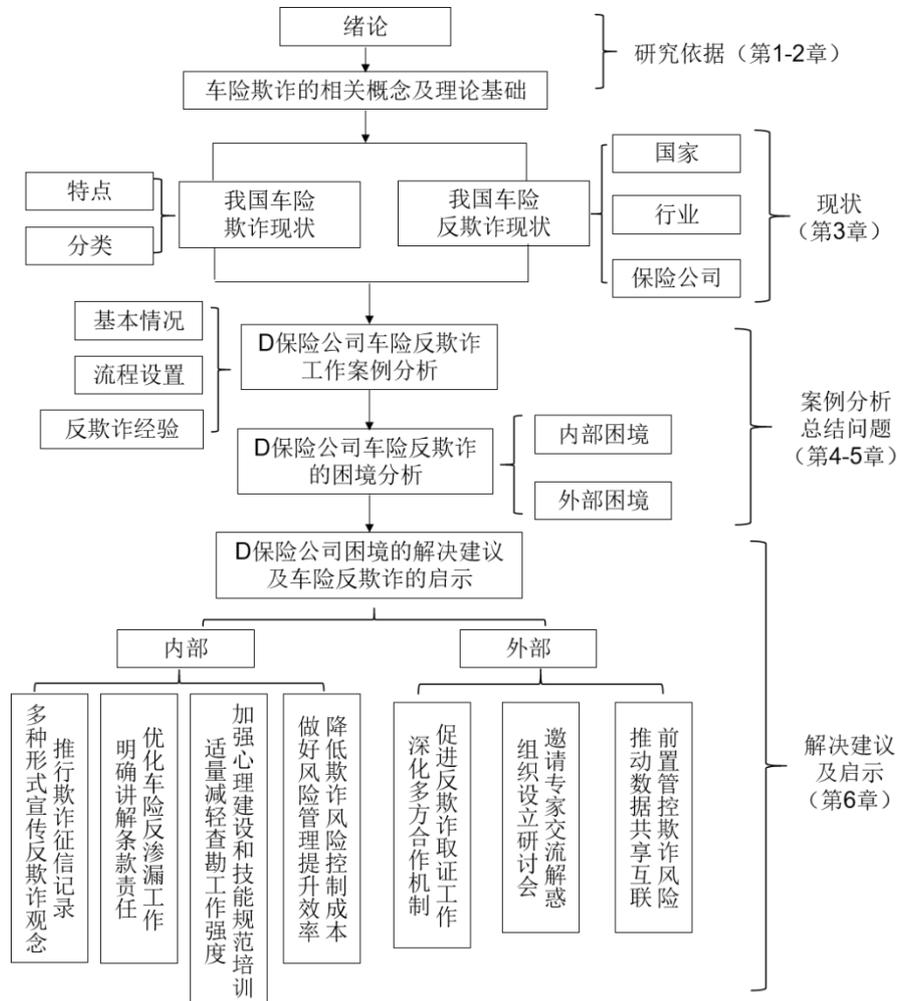 绪论
研究依据（第1-2章）
车险欺诈的相关概念及理论基础
特点
分类
我国车险
欺诈现状
我国车险
反欺诈现状
国家
行业
保险公司
现状
（第3章）
基本情况
流程设置
反欺诈经验
D保险公司车险反欺诈
工作案例分析
D保险公司车险反欺诈
的困境分析
内部困境
外部困境
案例分析
总结问题
（第4-5章）
D保险公司困境的解决建议
及车险反欺诈的启示
内部
外部
推行欺诈征信记录
多种形式宣传反欺诈观念
优化车险反渗漏工作
明确讲解条款责任
加强心理建设和技能规范培训
适量减轻查勘工作强度
降低欺诈风险控制成本
做好风险管理提升效率
促进反欺诈取证工作
深化多方合作机制
邀请专家交流解惑
组织设立研讨会
前置管控欺诈风险
推动数据共享互联
解决建议
及启示
（第6章）